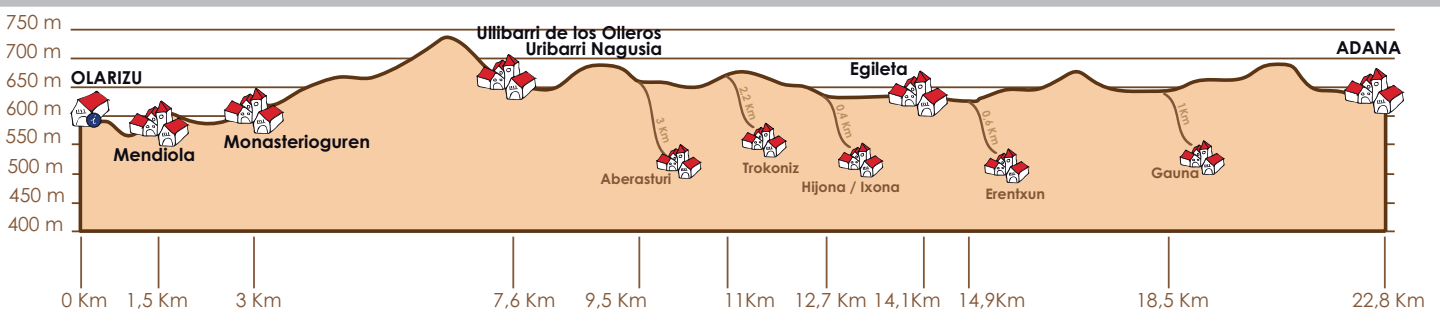 750 m
700 m
650 m
600 m
550 m
500 m
450 m
400 m
OLARIZU
Mendiola
Monasterioguren
Ullibarri de los Olleros
Uribarri Nagusia
Egileta
ADANA
3 Km
2,2 Km
0,4 Km
0,6 Km
1Km
Aberasturi
Trokoniz
Hijona / Ixona
Erentxun
Gauna
i
0 Km
1,5 Km
3 Km
7,6 Km
9,5 Km
11Km
12,7 Km
14,1Km
14,9Km
18,5 Km
22,8 Km